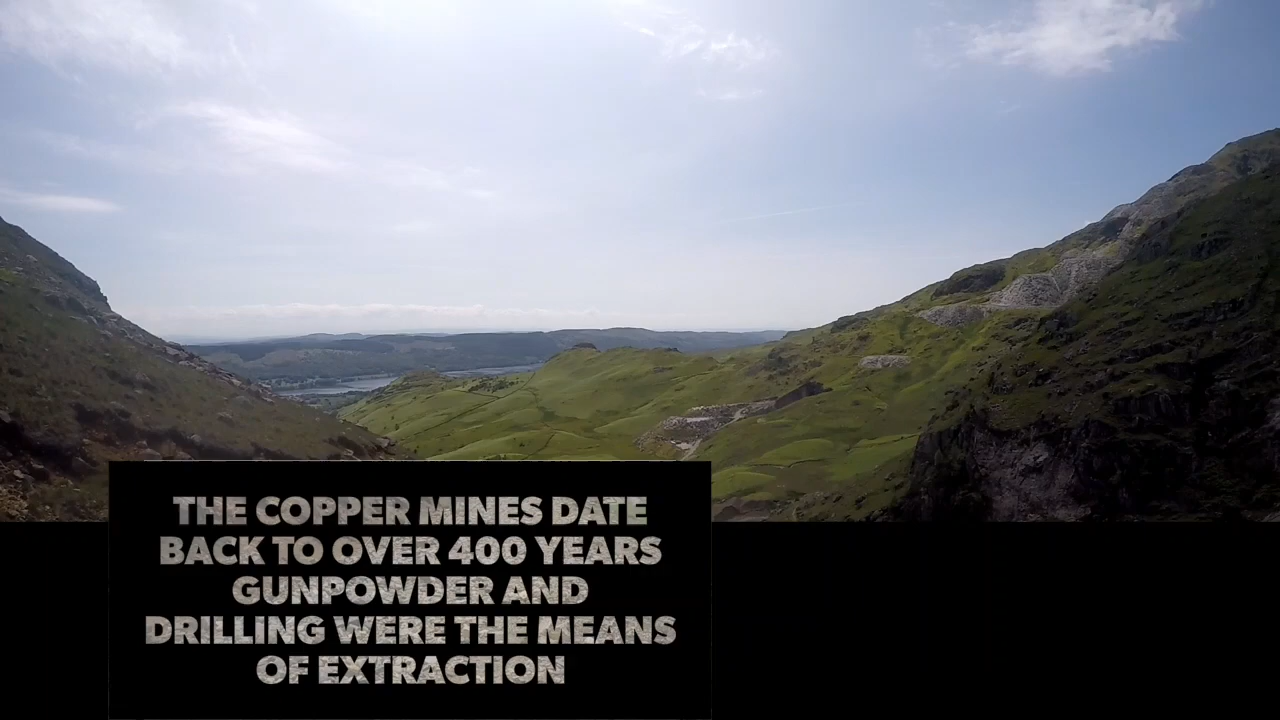 THE COPPER MINES DATE
BACK TO OVER 400 YEARS
GUNPOWDER AND
DRILLING WERE THE MEANS
OF EXTRACTION